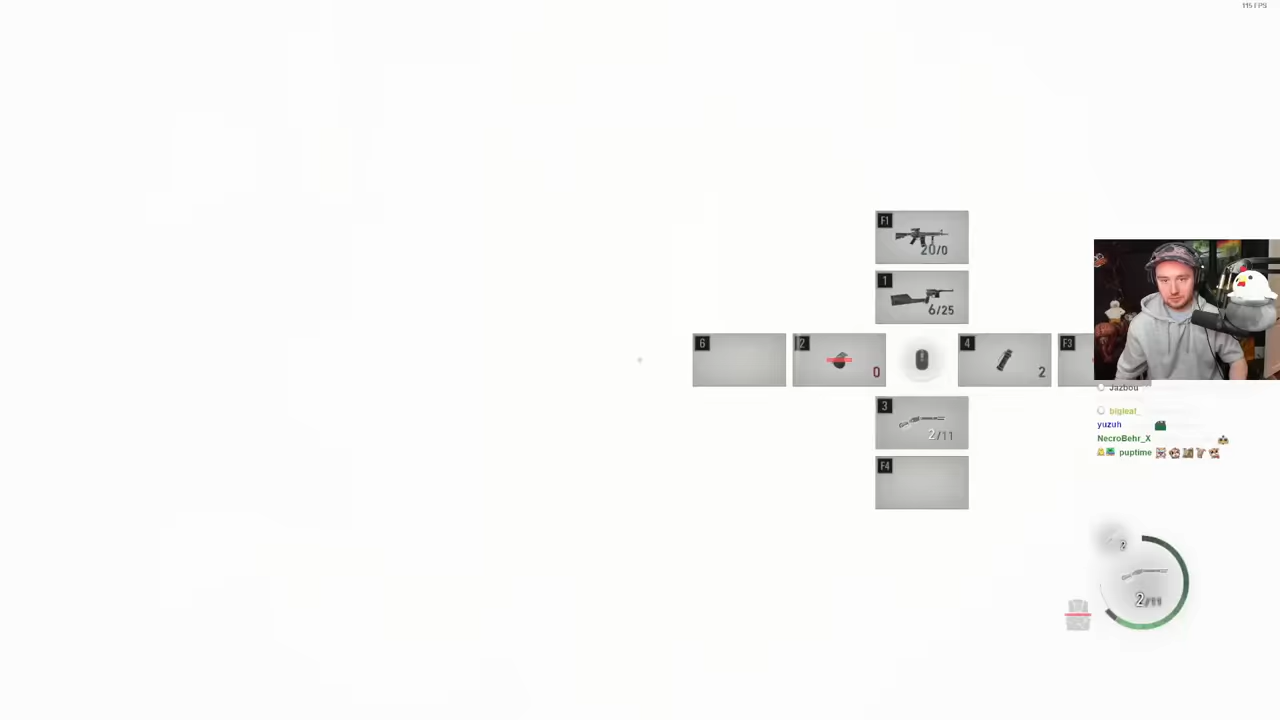 115 FPS
F1
20/0
1
6/25
6
2
0
4
2
F3
3
2/11
F4
Jazbou
bigleaf_
yuzuh
NecroBehr_X
puptime
2/11